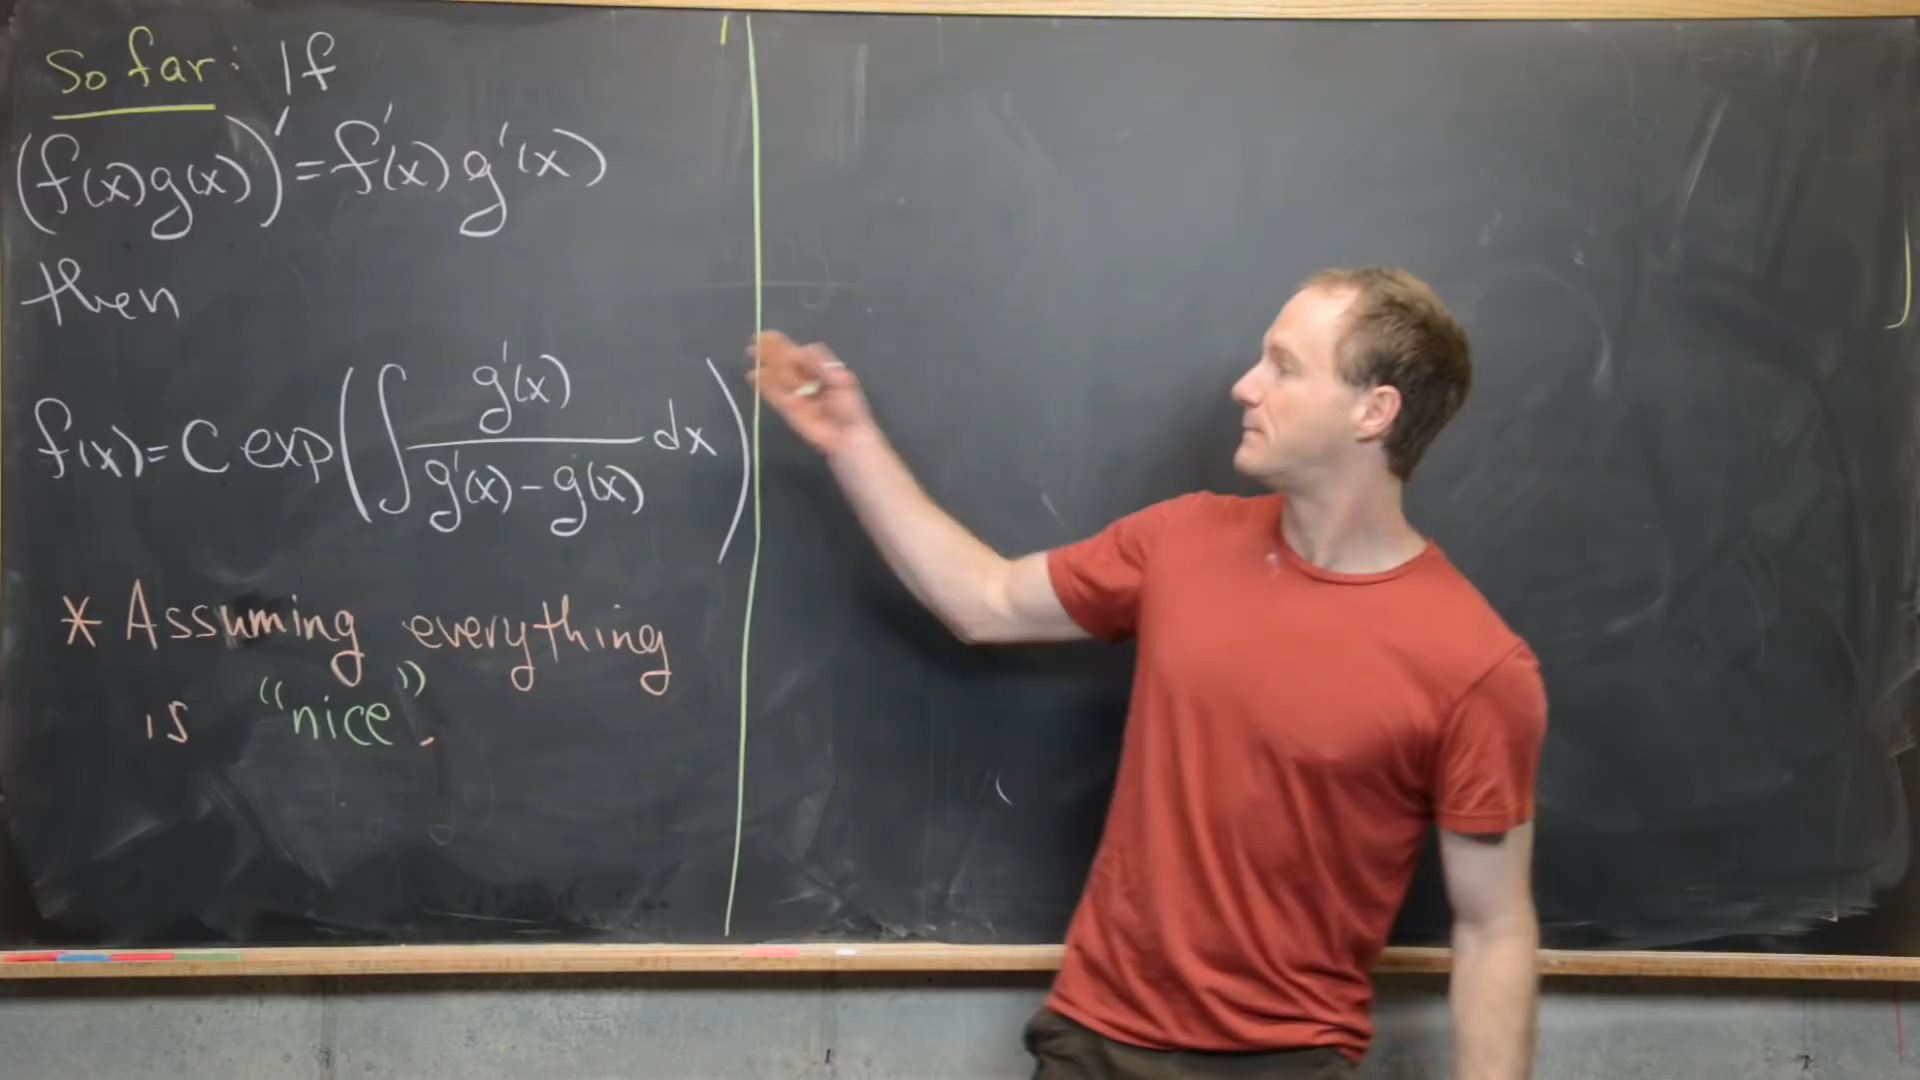 So far: If
(f(x)g(x))' = f'(x) g'(x)
then
f(x) = C exp(∫ g'(x) / (g'(x) - g(x)) dx)
* Assuming everything
is "nice".